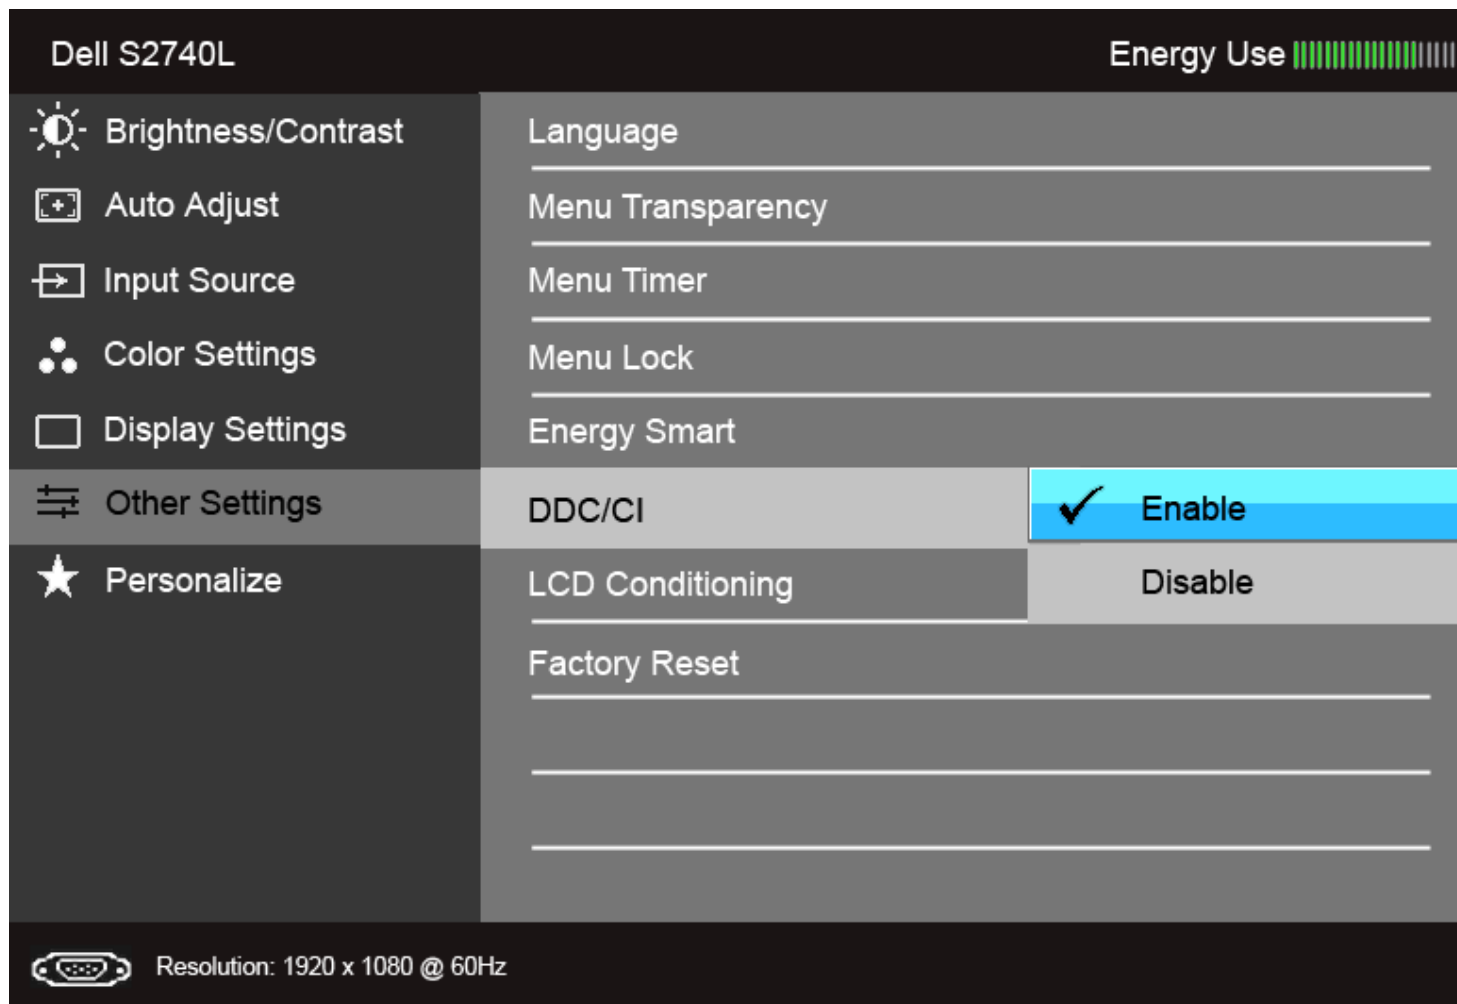 Dell S2740L
Energy Use
Brightness/Contrast
Auto Adjust
Input Source
Color Settings
Display Settings
Other Settings
Personalize
Language
Menu Transparency
Menu Timer
Menu Lock
Energy Smart
DDC/CI
Enable
Disable
LCD Conditioning
Factory Reset
Resolution: 1920 x 1080 @ 60Hz